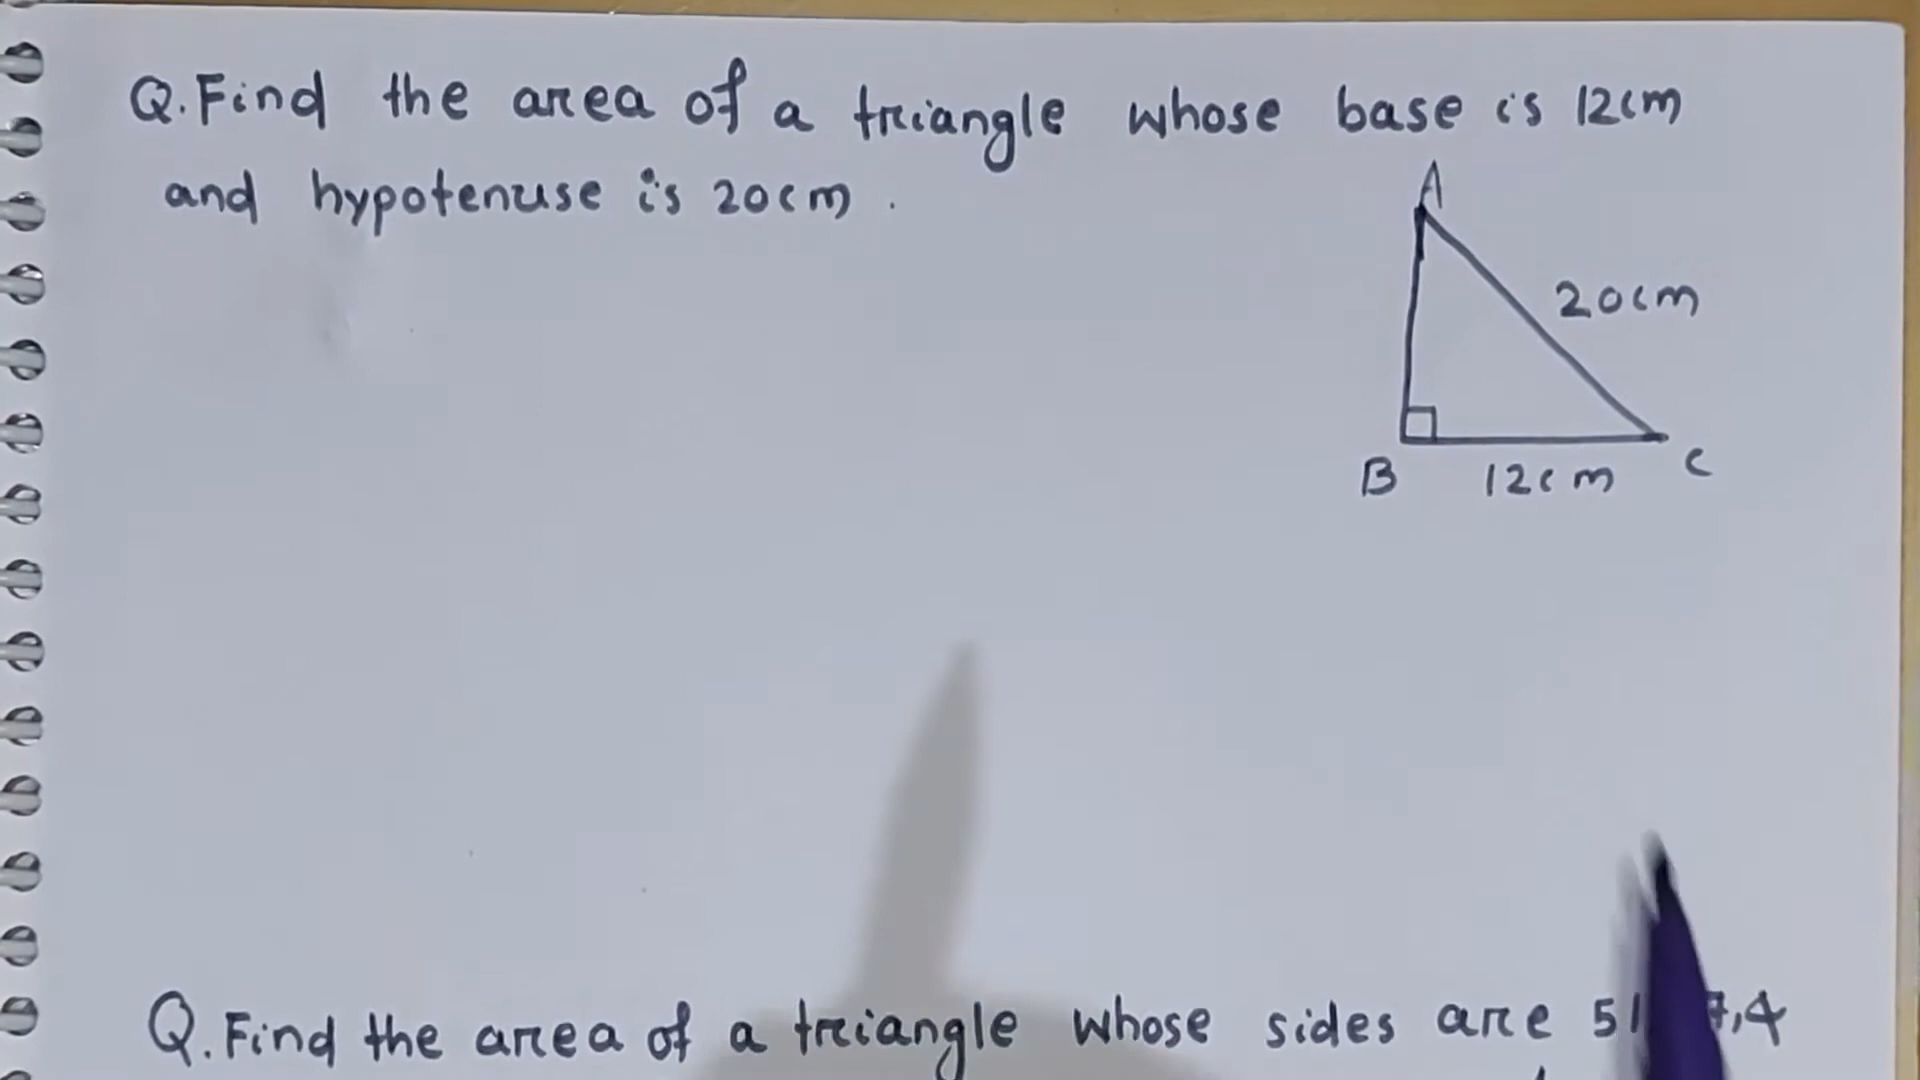 Q. Find the area of a triangle whose base is 12cm
and hypotenuse is 20cm.
A
20cm
B 12cm C
Q. Find the area of a triangle whose sides are